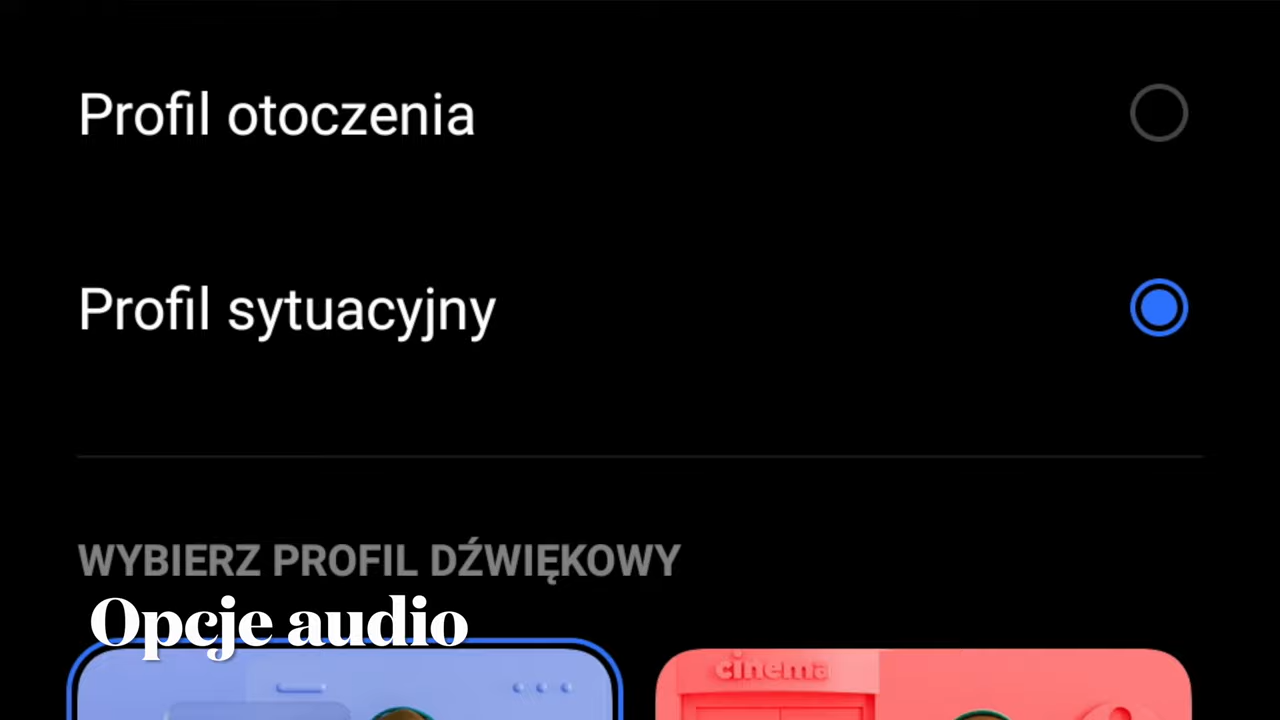 Profil otoczenia
Profil sytuacyjny
WYBIERZ PROFIL DŹWIĘKOWY
Opcje audio
cinema